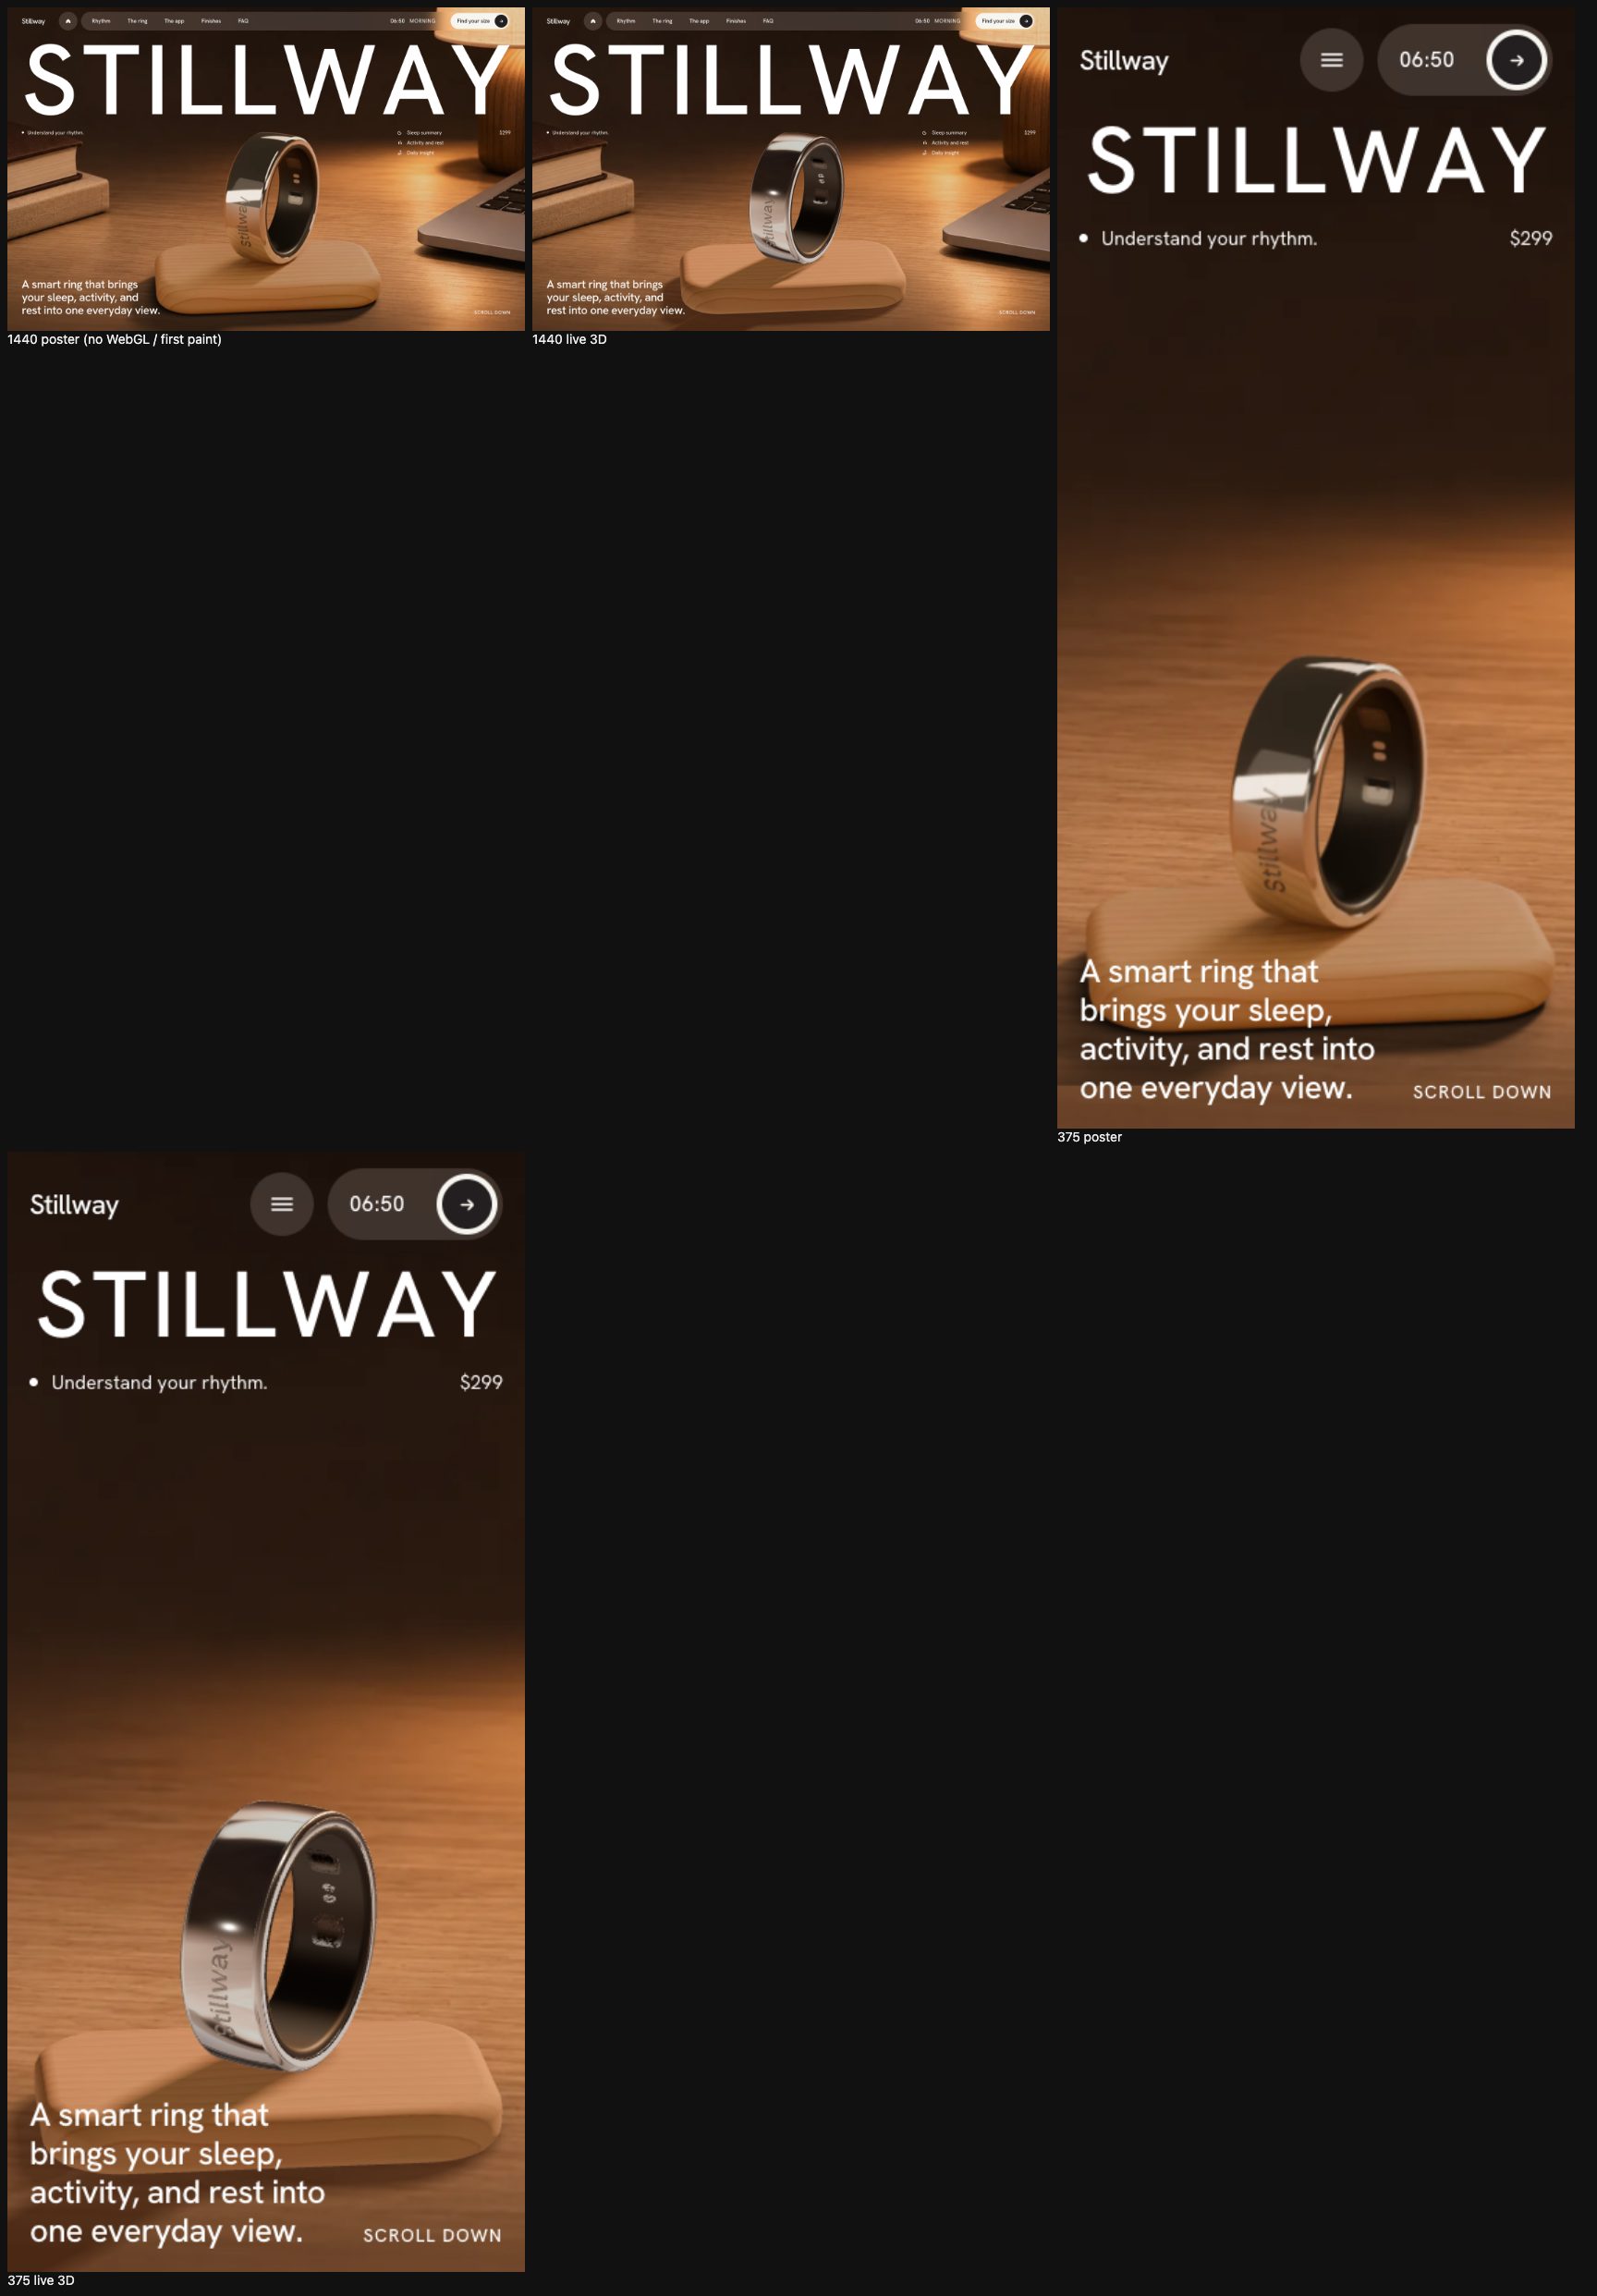 Stillway
Rhythm
The ring
The app
Finishes
FAQ
06:50 MORNING
Find your size
STILLWAY
Understand your rhythm.
Sleep summary
$299
Activity and rest
Daily insight
Stillway
A smart ring that brings
your sleep, activity, and
rest into one everyday view.
SCROLL DOWN
1440 poster (no WebGL / first paint)
Stillway
Rhythm
The ring
The app
Finishes
FAQ
06:50 MORNING
Find your size
STILLWAY
Understand your rhythm.
Sleep summary
$299
Activity and rest
Daily insight
Stillway
A smart ring that brings
your sleep, activity, and
rest into one everyday view.
SCROLL DOWN
1440 live 3D
Stillway
06:50
STILLWAY
Understand your rhythm.
$299
Stillway
A smart ring that
brings your sleep,
activity, and rest into
one everyday view.
SCROLL DOWN
375 poster
Stillway
06:50
STILLWAY
Understand your rhythm.
$299
Stillway
A smart ring that
brings your sleep,
activity, and rest into
one everyday view.
SCROLL DOWN
375 live 3D